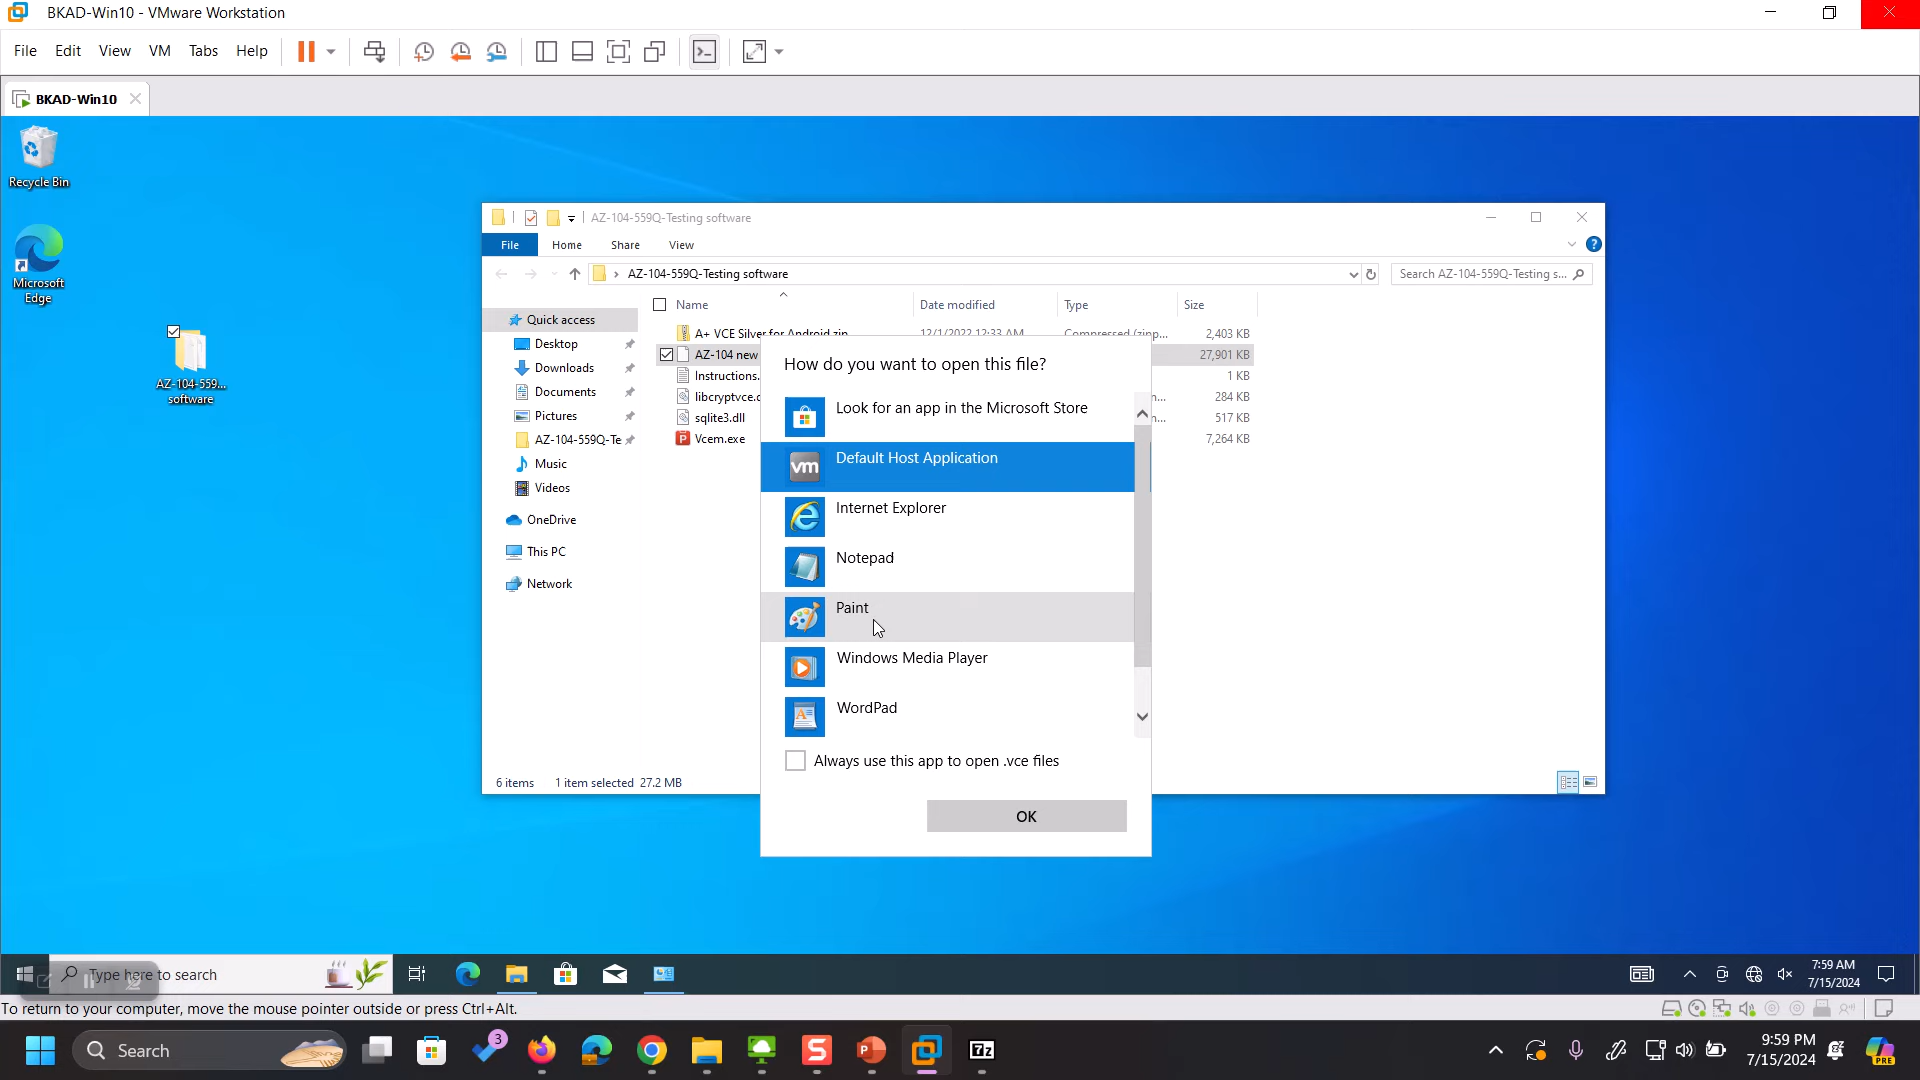 BKAD-Win10 - VMware Workstation
File Edit View VM Tabs Help
BKAD-Win10
Recycle Bin
Microsoft
Edge
AZ-104-559...
software
AZ-104-559Q-Testing software
File Home Share View
AZ-104-559Q-Testing software
Search AZ-104-559Q-Testing s...
Name Date modified Type Size
Quick access
Desktop
Downloads
Documents
Pictures
AZ-104-559Q-Te
Music
Videos
OneDrive
This PC
Network
A+ VCE Silver for Android.zip 12/1/2022 12:33 AM Compressed (zipp... 2,403 KB
AZ-104 new 27,901 KB
Instructions. 1 KB
libcryptvce.c 284 KB
sqlite3.dll 517 KB
Vcem.exe 7,264 KB
How do you want to open this file?
Look for an app in the Microsoft Store
vm
Default Host Application
Internet Explorer
Notepad
Paint
Windows Media Player
WordPad
Always use this app to open .vce files
OK
6 items 1 item selected 27.2 MB
Type here to search
7:59 AM
7/15/2024
To return to your computer, move the mouse pointer outside or press Ctrl+Alt.
Search
3
7z
9:59 PM
7/15/2024
PRE